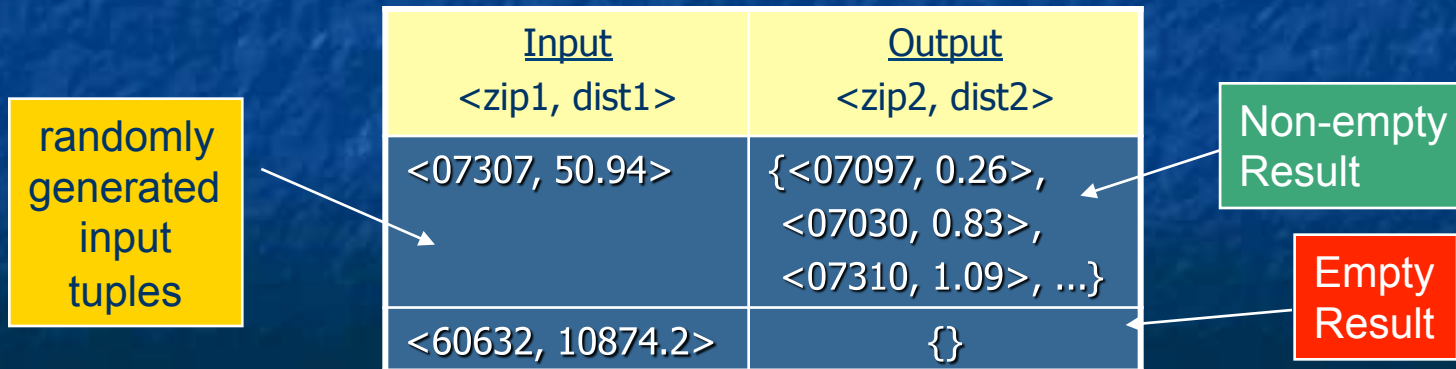 Input
<zip1, dist1>
Output
<zip2, dist2>
randomly
generated
input
tuples
<07307, 50.94>
{<07097, 0.26>,
<07030, 0.83>,
<07310, 1.09>, ...}
Non-empty
Result
<60632, 10874.2>
{}
Empty
Result